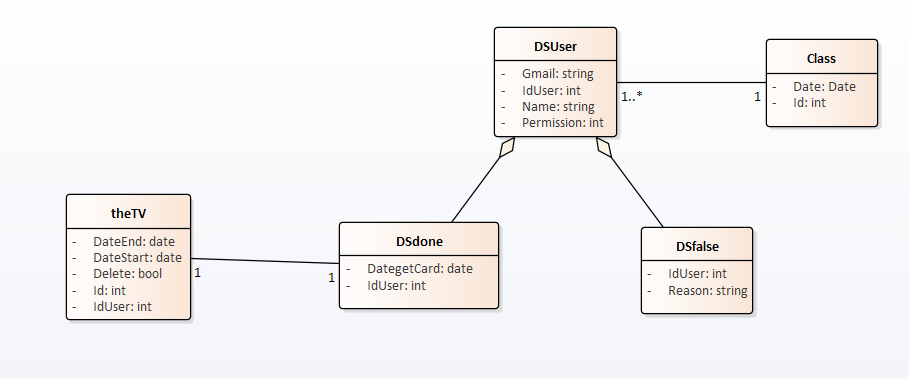 DSUser
- Gmail: string
- IdUser: int
- Name: string
- Permission: int
1..*
1
Class
- Date: Date
- Id: int
theTV
- DateEnd: date
- DateStart: date
- Delete: bool
- Id: int
- IdUser: int
1
1
DSdone
- DategetCard: date
- IdUser: int
DSfalse
- IdUser: int
- Reason: string